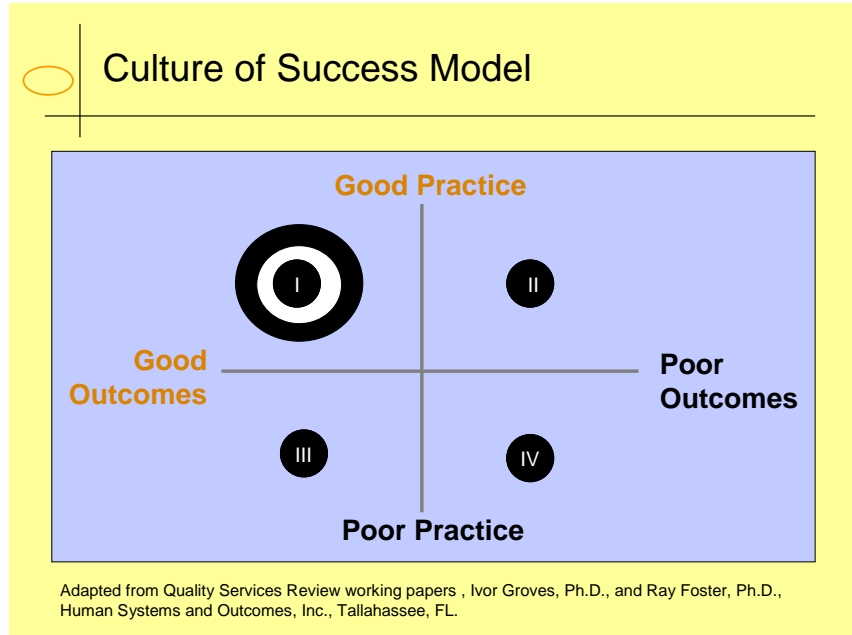 Culture of Success Model
Good Practice
I
II
Good
Outcomes
Poor
Outcomes
III
IV
Poor Practice
Adapted from Quality Services Review working papers , Ivor Groves, Ph.D., and Ray Foster, Ph.D.,
Human Systems and Outcomes, Inc., Tallahassee, FL.